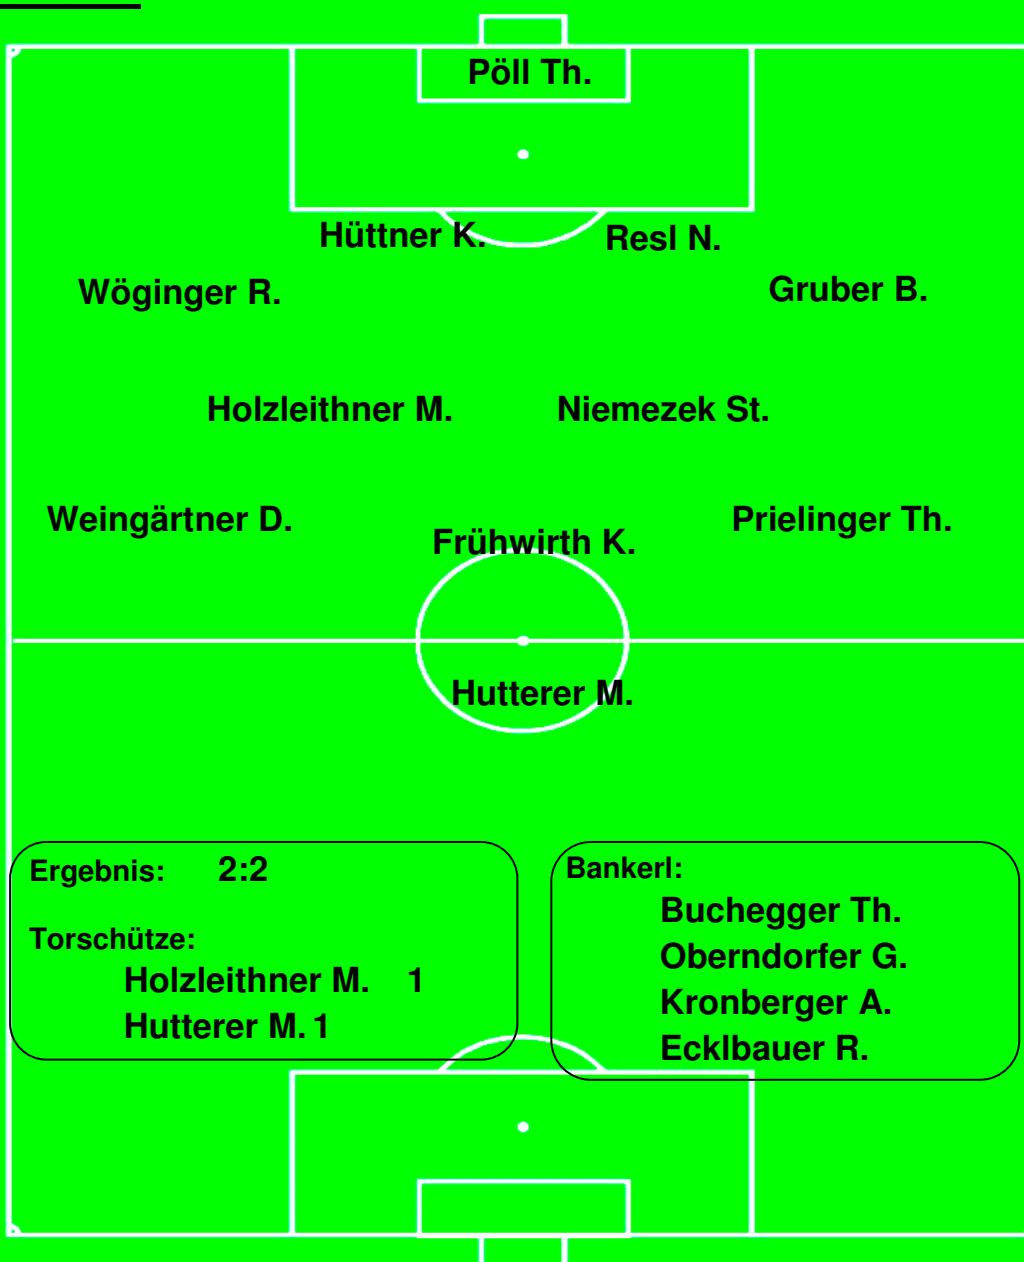 Pöll Th.
Hüttner K.
Resl N.
Wöginger R.
Gruber B.
Holzleithner M.
Niemezek St.
Weingärtner D.
Frühwirth K.
Prielinger Th.
Hutterer M.
Ergebnis: 2:2
Torschütze:
Holzleithner M. 1
Hutterer M. 1
Bankerl:
Buchegger Th.
Oberndorfer G.
Kronberger A.
Ecklbauer R.